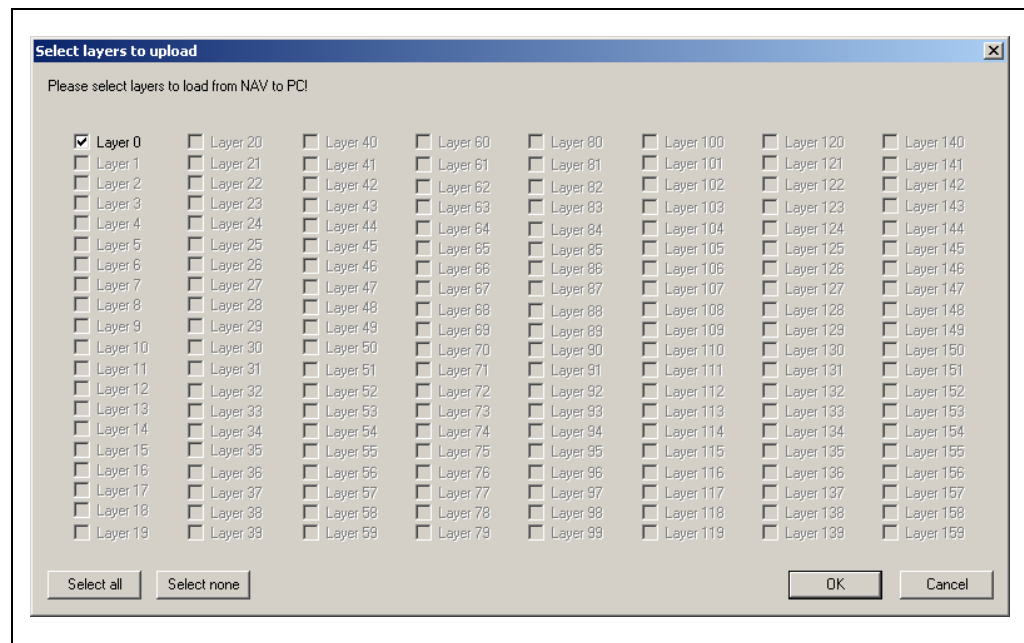 Select layers to upload
Please select layers to load from NAV to PC!
Layer 0 Layer 20 Layer 40 Layer 60 Layer 80 Layer 100 Layer 120 Layer 140
Layer 1 Layer 21 Layer 41 Layer 61 Layer 81 Layer 101 Layer 121 Layer 141
Layer 2 Layer 22 Layer 42 Layer 62 Layer 82 Layer 102 Layer 122 Layer 142
Layer 3 Layer 23 Layer 43 Layer 63 Layer 83 Layer 103 Layer 123 Layer 143
Layer 4 Layer 24 Layer 44 Layer 64 Layer 84 Layer 104 Layer 124 Layer 144
Layer 5 Layer 25 Layer 45 Layer 65 Layer 85 Layer 105 Layer 125 Layer 145
Layer 6 Layer 26 Layer 46 Layer 66 Layer 86 Layer 106 Layer 126 Layer 146
Layer 7 Layer 27 Layer 47 Layer 67 Layer 87 Layer 107 Layer 127 Layer 147
Layer 8 Layer 28 Layer 48 Layer 68 Layer 88 Layer 108 Layer 128 Layer 148
Layer 9 Layer 29 Layer 49 Layer 69 Layer 89 Layer 109 Layer 129 Layer 149
Layer 10 Layer 30 Layer 50 Layer 70 Layer 90 Layer 110 Layer 130 Layer 150
Layer 11 Layer 31 Layer 51 Layer 71 Layer 91 Layer 111 Layer 131 Layer 151
Layer 12 Layer 32 Layer 52 Layer 72 Layer 92 Layer 112 Layer 132 Layer 152
Layer 13 Layer 33 Layer 53 Layer 73 Layer 93 Layer 113 Layer 133 Layer 153
Layer 14 Layer 34 Layer 54 Layer 74 Layer 94 Layer 114 Layer 134 Layer 154
Layer 15 Layer 35 Layer 55 Layer 75 Layer 95 Layer 115 Layer 135 Layer 155
Layer 16 Layer 36 Layer 56 Layer 76 Layer 96 Layer 116 Layer 136 Layer 156
Layer 17 Layer 37 Layer 57 Layer 77 Layer 97 Layer 117 Layer 137 Layer 157
Layer 18 Layer 38 Layer 58 Layer 78 Layer 98 Layer 118 Layer 138 Layer 158
Layer 19 Layer 39 Layer 59 Layer 79 Layer 99 Layer 119 Layer 139 Layer 159
Select all Select none OK Cancel